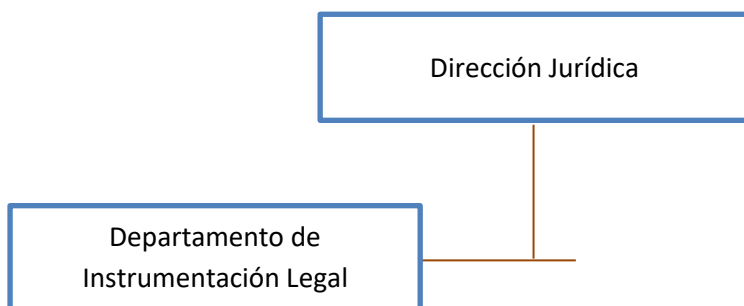 Dirección Jurídica
Departamento de
Instrumentación Legal